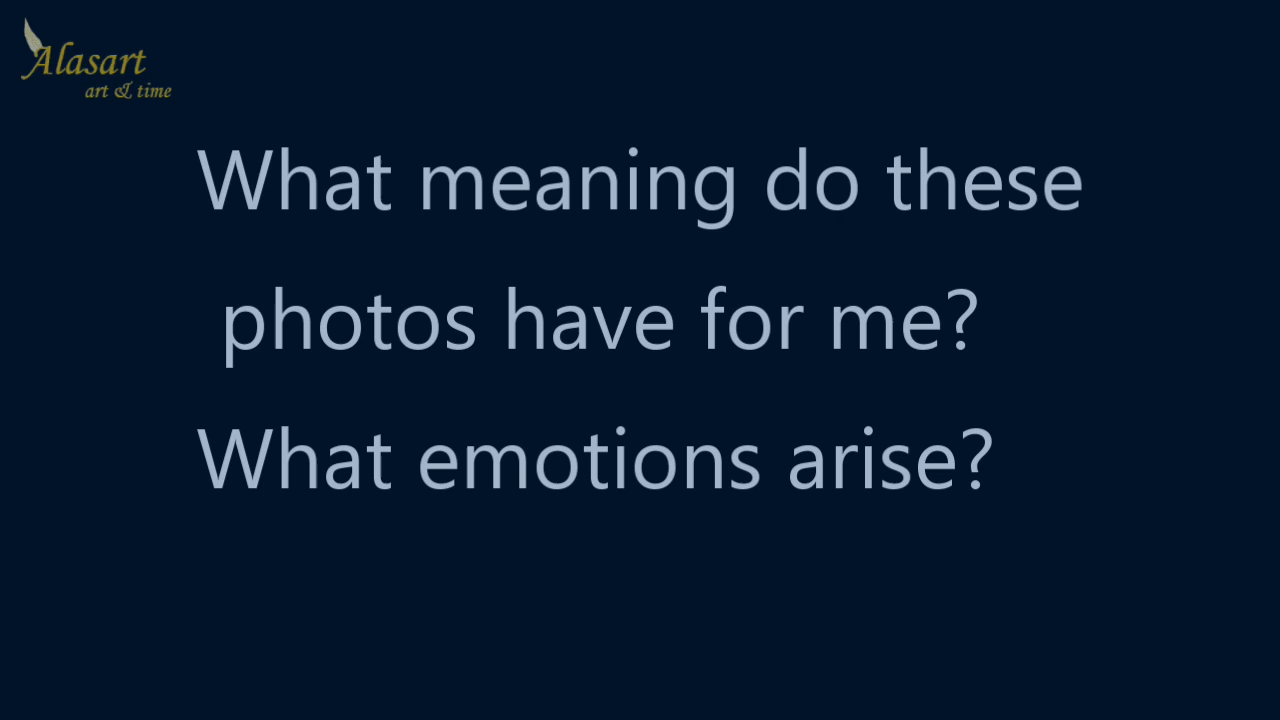 Alasart
art & time
What meaning do these
photos have for me?
What emotions arise?